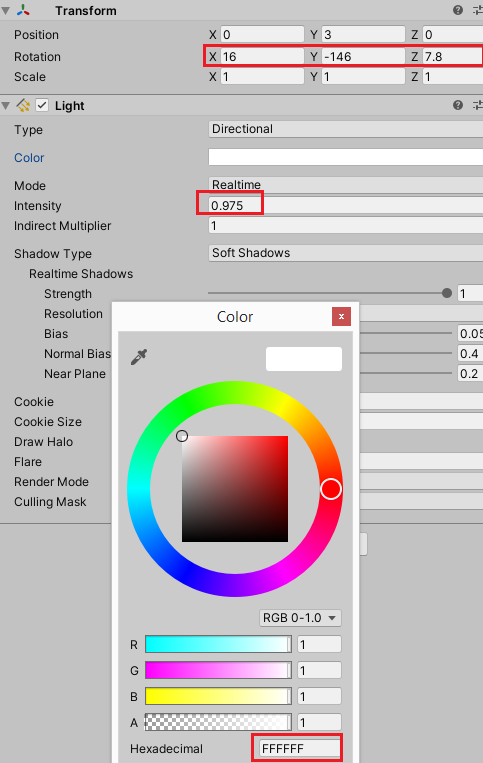 Transform
Position X 0 Y 3 Z 0
Rotation X 16 Y -146 Z 7.8
Scale X 1 Y 1 Z 1
Light
Type Directional
Color
Mode Realtime
Intensity 0.975
Indirect Multiplier 1
Shadow Type Soft Shadows
Realtime Shadows
Strength 1
Resolution
Bias 0.05
Normal Bias 0.4
Near Plane 0.2
Cookie
Cookie Size
Draw Halo
Flare
Render Mode
Culling Mask
Color x
RGB 0-1.0
R 1
G 1
B 1
A 1
Hexadecimal FFFFFF